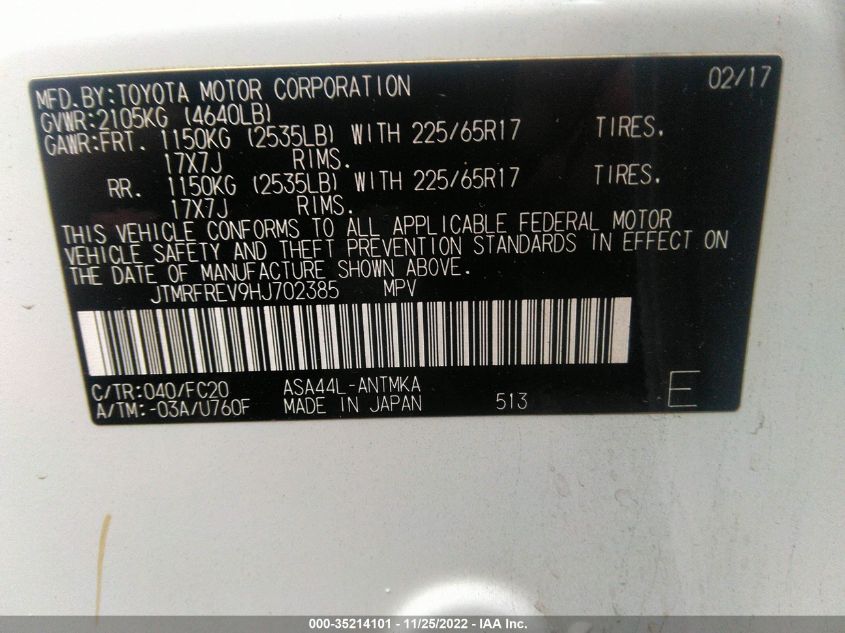 MFD.BY:TOYOTA MOTOR CORPORATION 02/17
GVWR:2105KG (4640LB)
GAWR:FRT. 1150KG (2535LB) WITH 225/65R17 TIRES.
17X7J RIMS.
RR. 1150KG (2535LB) WITH 225/65R17 TIRES.
17X7J RIMS.
THIS VEHICLE CONFORMS TO ALL APPLICABLE FEDERAL MOTOR
VEHICLE SAFETY AND THEFT PREVENTION STANDARDS IN EFFECT ON
THE DATE OF MANUFACTURE SHOWN ABOVE.
JTMRFREV9HJ702385 MPV
C/TR:040/FC20 ASA44L-ANTMKA E
A/TM:-03A/U760F MADE IN JAPAN 513
000-35214101 - 11/25/2022 - IAA Inc.